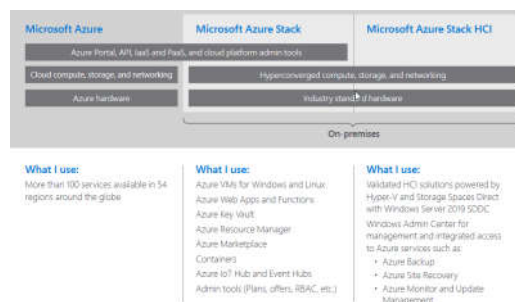 Microsoft Azure
Microsoft Azure Stack
Microsoft Azure Stack HCI
Azure Portal, API, IaaS and PaaS, and cloud platform admin tools
Cloud compute, storage, and networking
Hyperconverged compute, storage, and networking
Azure hardware
Industry standard hardware
On-premises
What I use:
More than 100 services available in 54
regions around the globe
What I use:
Azure VMs for Windows and Linux
Azure Web Apps and Functions
Azure Key Vault
Azure Resource Manager
Azure Marketplace
Containers
Azure IoT Hub and Event Hubs
Admin tools (Plans, offers, RBAC, etc.)
What I use:
Validated HCI solutions powered by
Hyper-V and Storage Spaces Direct
with Windows Server 2019 SDDC
Windows Admin Center for
management and integrated access
to Azure services such as:
• Azure Backup
• Azure Site Recovery
• Azure Monitor and Update
Management